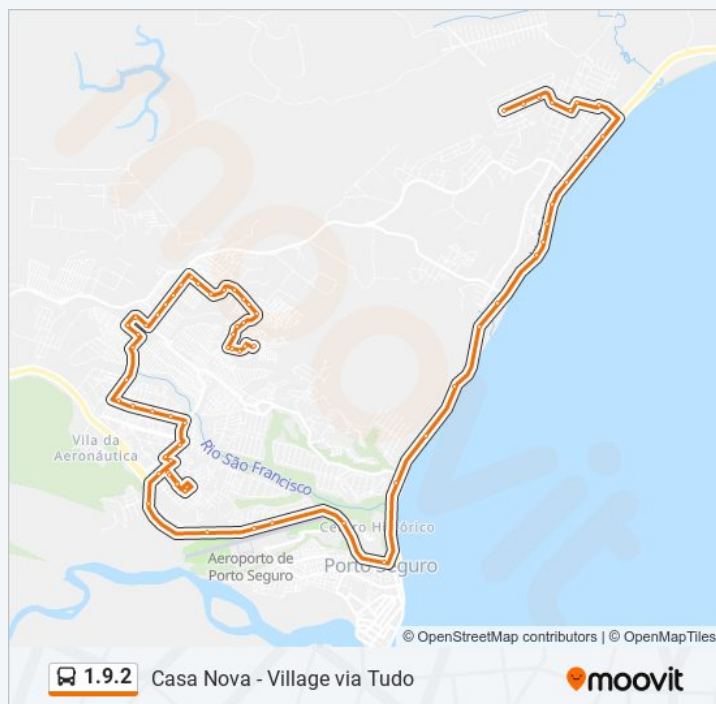 moovit
Vila da
Aeronáutica
Rio São Francisco
Centro Histórico
Aeroporto de
Porto Seguro
Porto Seguro
© OpenStreetMap contributors | © OpenMapTiles
1.9.2
Casa Nova - Village via Tudo
moovit